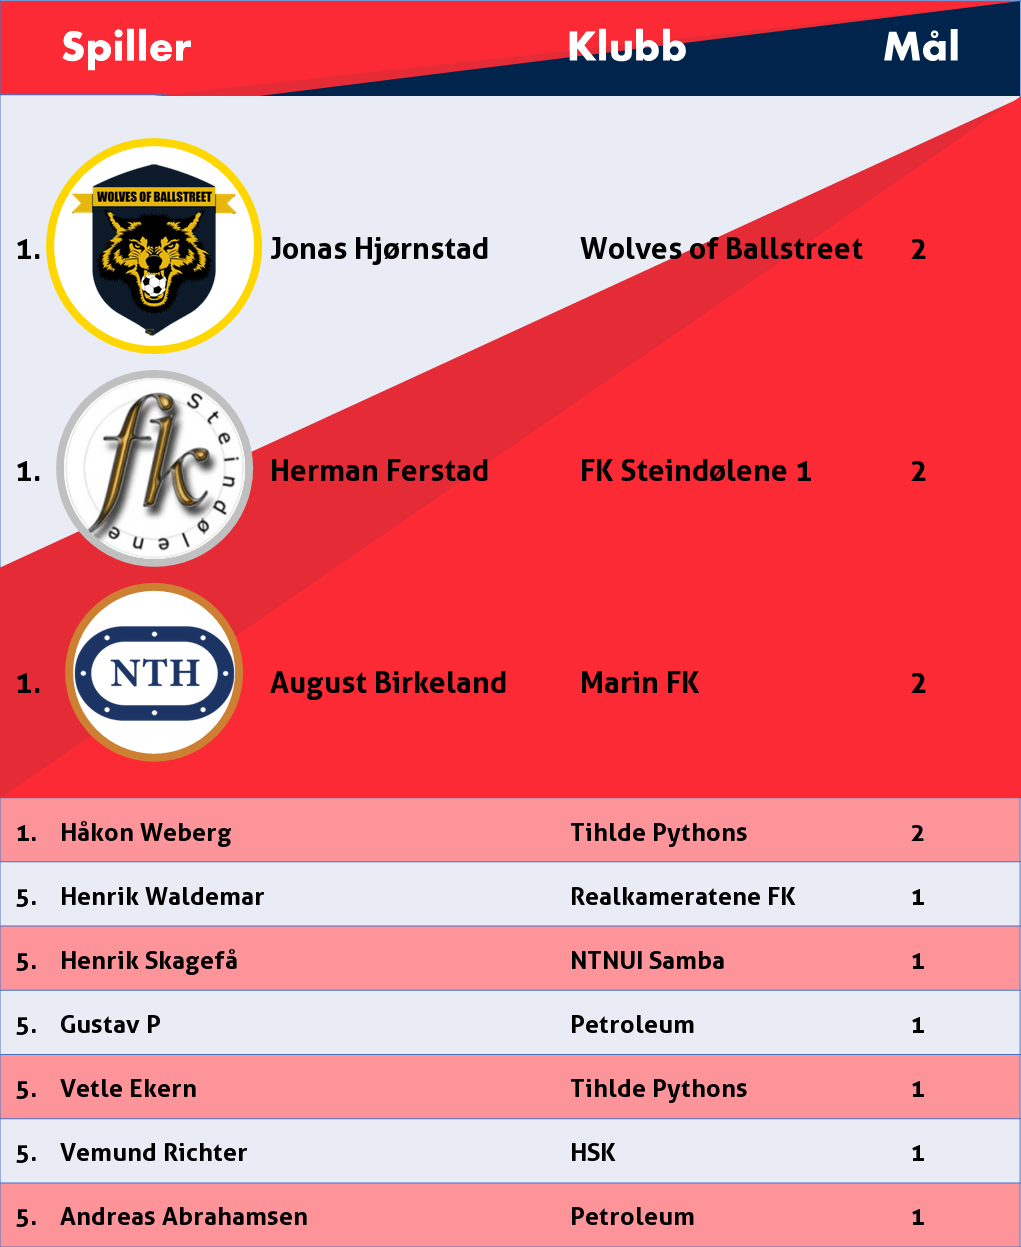 Spiller Klubb Mål
WOLVES OF BALLSTREET
1. Jonas Hjørnstad Wolves of Ballstreet 2
fk Steindølene
1. Herman Ferstad FK Steindølene 1 2
NTH
1. August Birkeland Marin FK 2
1. Håkon Weberg Tihlde Pythons 2
5. Henrik Waldemar Realkameratene FK 1
5. Henrik Skagefå NTNUI Samba 1
5. Gustav P Petroleum 1
5. Vetle Ekern Tihlde Pythons 1
5. Vemund Richter HSK 1
5. Andreas Abrahamsen Petroleum 1